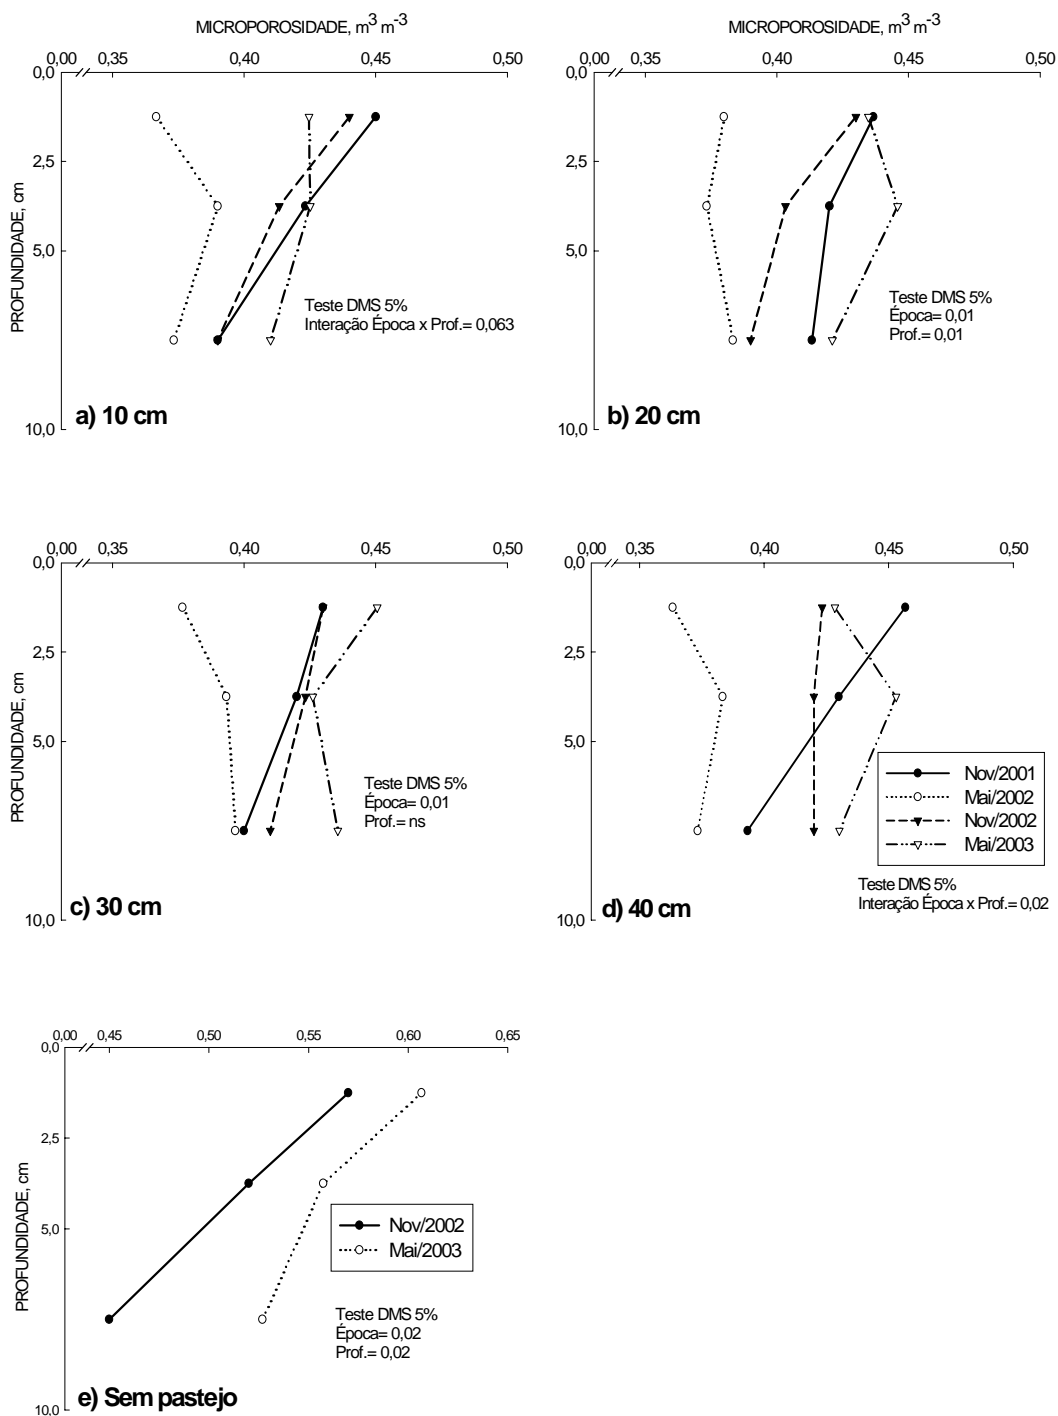 MICROPOROSIDADE, m³ m⁻³
0,00 0,35 0,40 0,45 0,50
0,0
2,5
5,0
10,0
PROFUNDIDADE, cm
Teste DMS 5%
Interação Época x Prof.= 0,063
a) 10 cm
MICROPOROSIDADE, m³ m⁻³
0,00 0,35 0,40 0,45 0,50
0,0
2,5
5,0
10,0
Teste DMS 5%
Época= 0,01
Prof.= 0,01
b) 20 cm
0,00 0,35 0,40 0,45 0,50
0,0
2,5
5,0
10,0
PROFUNDIDADE, cm
Teste DMS 5%
Época= 0,01
Prof.= ns
c) 30 cm
0,00 0,35 0,40 0,45 0,50
0,0
2,5
5,0
10,0
Nov/2001
Mai/2002
Nov/2002
Mai/2003
Teste DMS 5%
Interação Época x Prof.= 0,02
d) 40 cm
0,00 0,45 0,50 0,55 0,60 0,65
0,0
2,5
5,0
10,0
PROFUNDIDADE, cm
Nov/2002
Mai/2003
Teste DMS 5%
Época= 0,02
Prof.= 0,02
e) Sem pastejo